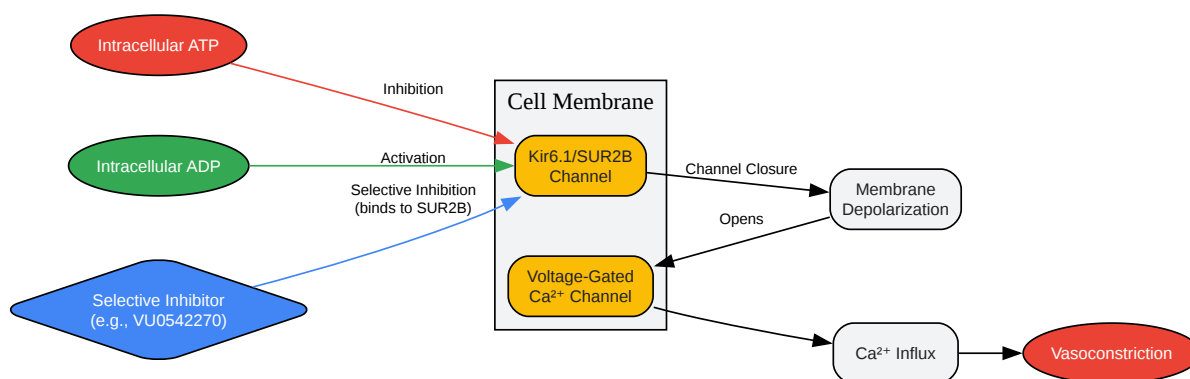 Intracellular ATP
Inhibition
Cell Membrane
Intracellular ADP
Activation
Kir6.1/SUR2B
Channel
Channel Closure
Selective Inhibition
(binds to SUR2B)
Membrane
Depolarization
Opens
Selective Inhibitor
(e.g., VU0542270)
Voltage-Gated
Ca²⁺ Channel
Ca²⁺ Influx
Vasoconstriction